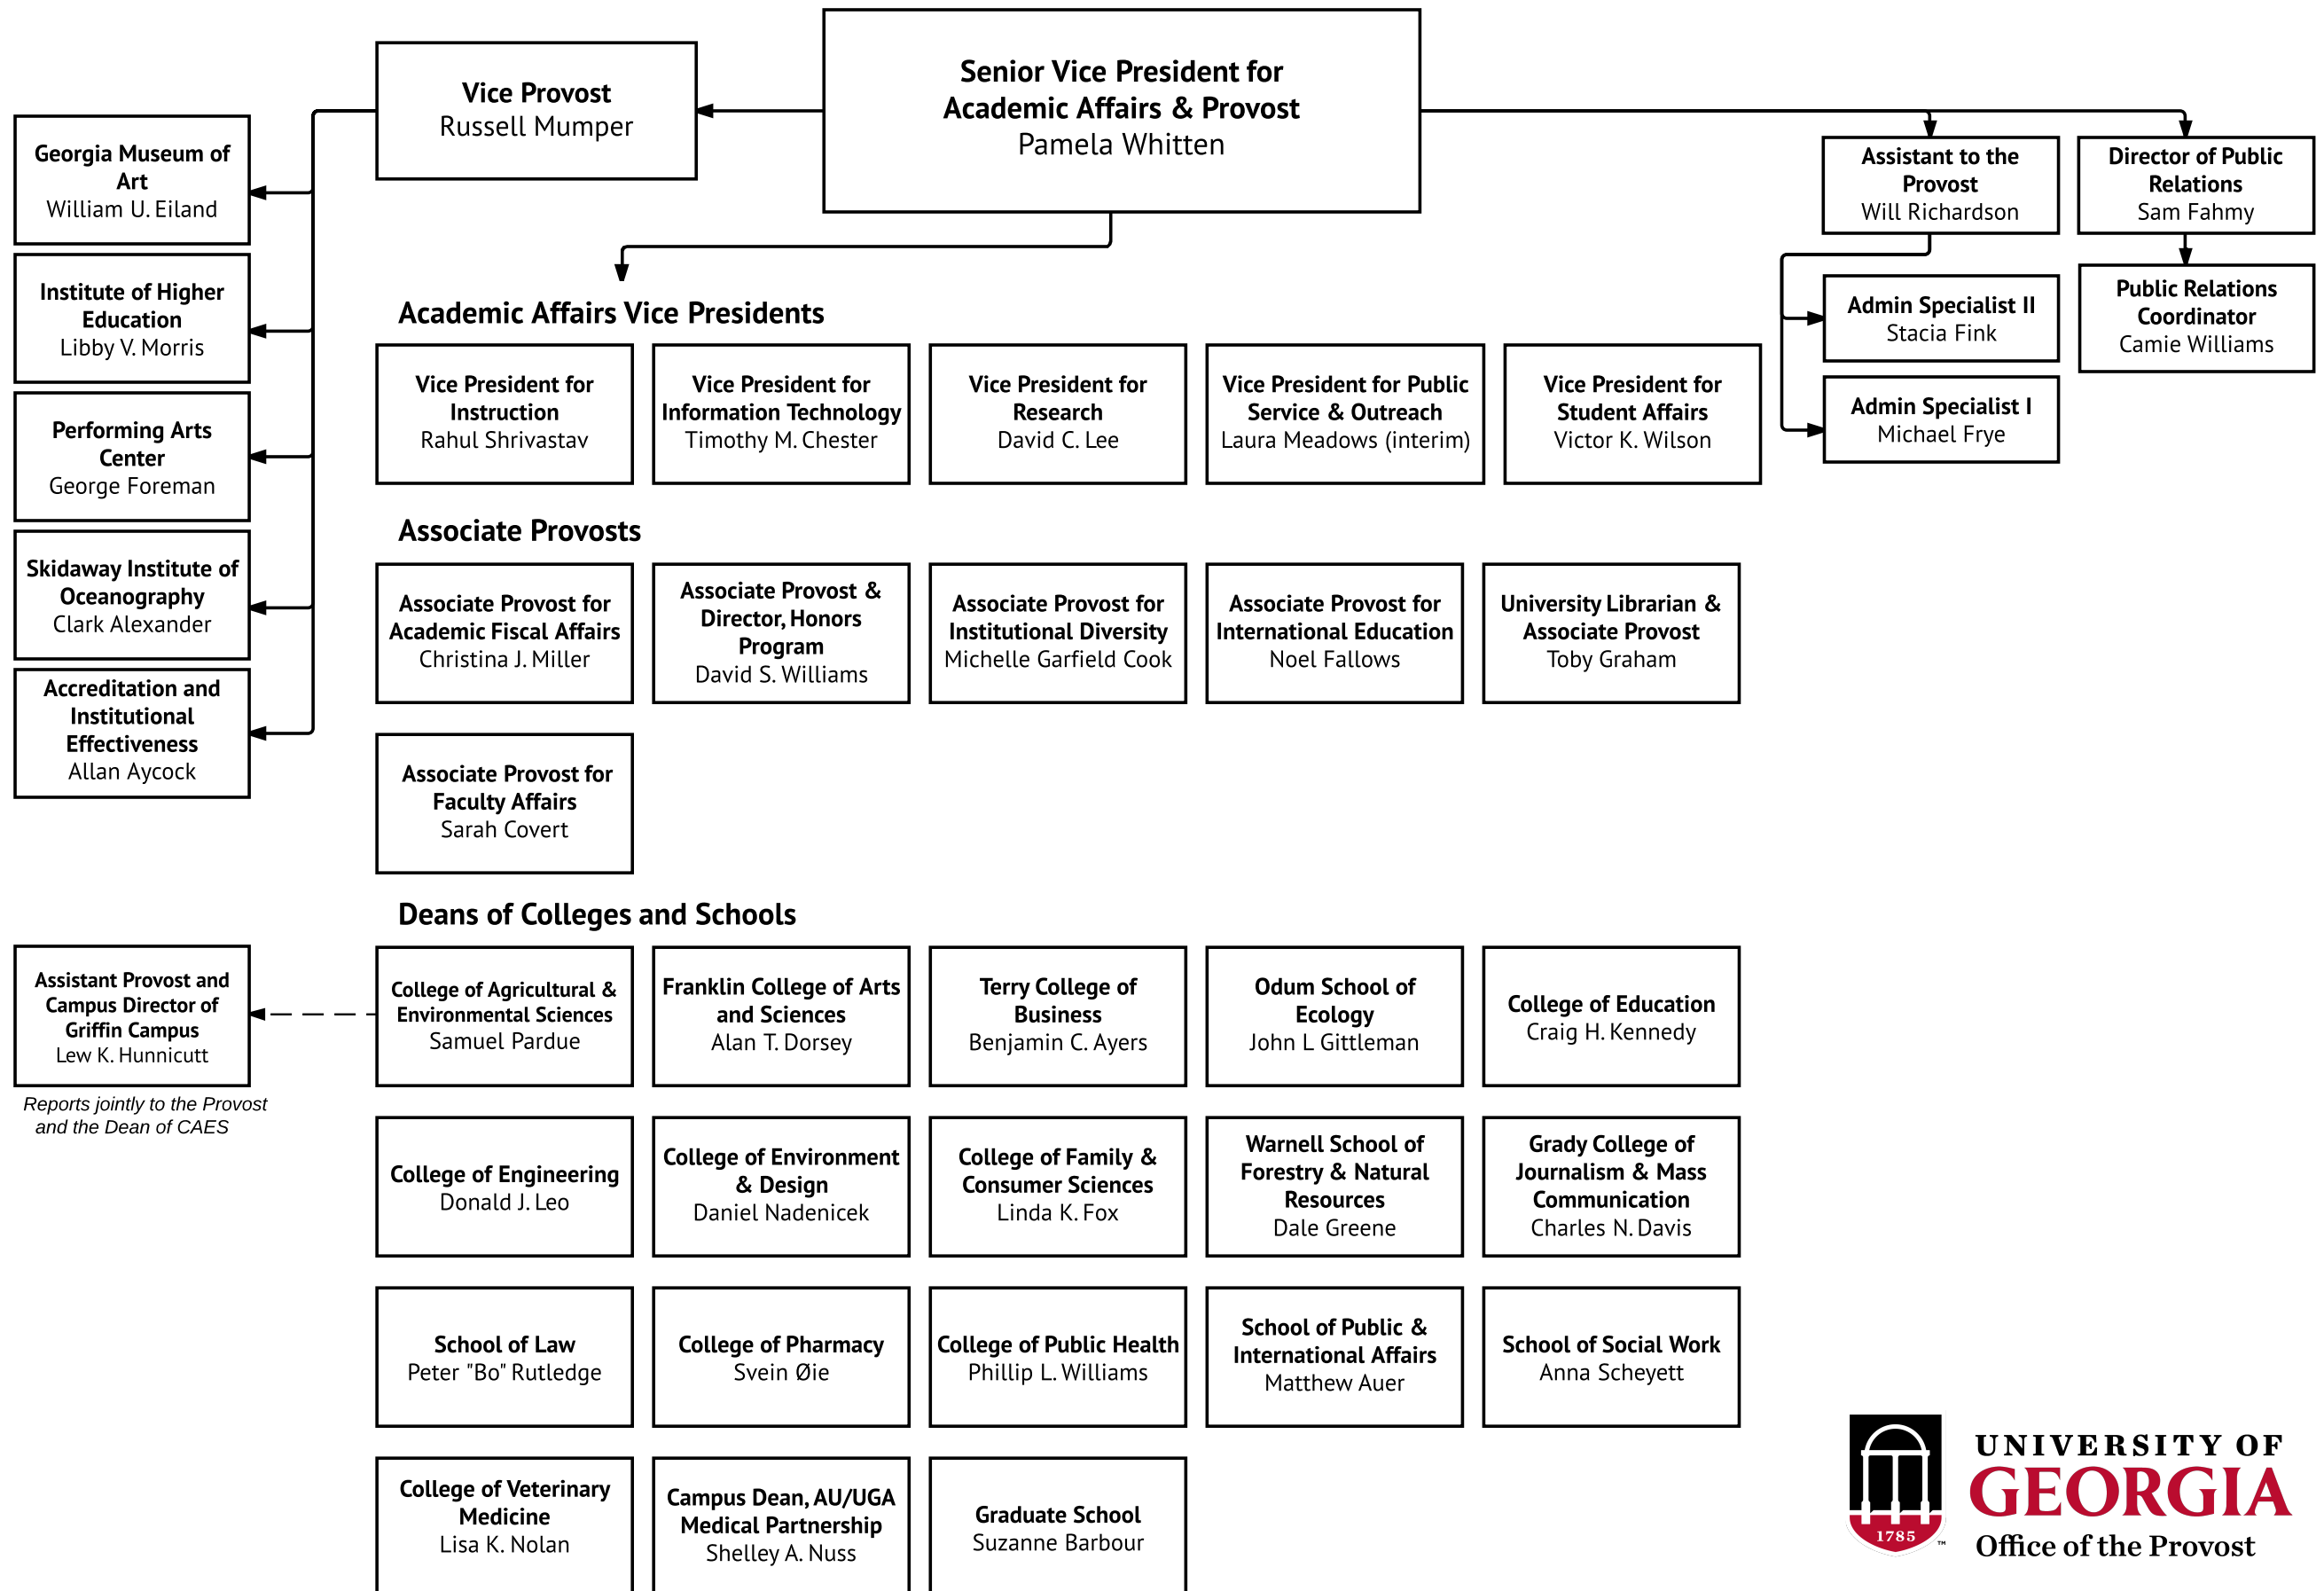 Senior Vice President for
Academic Affairs & Provost
Pamela Whitten
Vice Provost
Russell Mumper
Georgia Museum of
Art
William U. Eiland
Institute of Higher
Education
Libby V. Morris
Performing Arts
Center
George Foreman
Skidaway Institute of
Oceanography
Clark Alexander
Accreditation and
Institutional
Effectiveness
Allan Aycock
Assistant to the
Provost
Will Richardson
Director of Public
Relations
Sam Fahmy
Admin Specialist II
Stacia Fink
Admin Specialist I
Michael Frye
Public Relations
Coordinator
Camie Williams
Academic Affairs Vice Presidents
Vice President for
Instruction
Rahul Shrivastav
Vice President for
Information Technology
Timothy M. Chester
Vice President for
Research
David C. Lee
Vice President for Public
Service & Outreach
Laura Meadows (interim)
Vice President for
Student Affairs
Victor K. Wilson
Associate Provosts
Associate Provost for
Academic Fiscal Affairs
Christina J. Miller
Associate Provost &
Director, Honors
Program
David S. Williams
Associate Provost for
Institutional Diversity
Michelle Garfield Cook
Associate Provost for
International Education
Noel Fallows
University Librarian &
Associate Provost
Toby Graham
Associate Provost for
Faculty Affairs
Sarah Covert
Deans of Colleges and Schools
Assistant Provost and
Campus Director of
Griffin Campus
Lew K. Hunnicutt
Reports jointly to the Provost
and the Dean of CAES
College of Agricultural &
Environmental Sciences
Samuel Pardue
Franklin College of Arts
and Sciences
Alan T. Dorsey
Terry College of
Business
Benjamin C. Ayers
Odum School of
Ecology
John L Gittleman
College of Education
Craig H. Kennedy
College of Engineering
Donald J. Leo
College of Environment
& Design
Daniel Nadenicek
College of Family &
Consumer Sciences
Linda K. Fox
Warnell School of
Forestry & Natural
Resources
Dale Greene
Grady College of
Journalism & Mass
Communication
Charles N. Davis
School of Law
Peter "Bo" Rutledge
College of Pharmacy
Svein Øie
College of Public Health
Phillip L. Williams
School of Public &
International Affairs
Matthew Auer
School of Social Work
Anna Scheyett
College of Veterinary
Medicine
Lisa K. Nolan
Campus Dean, AU/UGA
Medical Partnership
Shelley A. Nuss
Graduate School
Suzanne Barbour
1785
TM
UNIVERSITY OF
GEORGIA
Office of the Provost